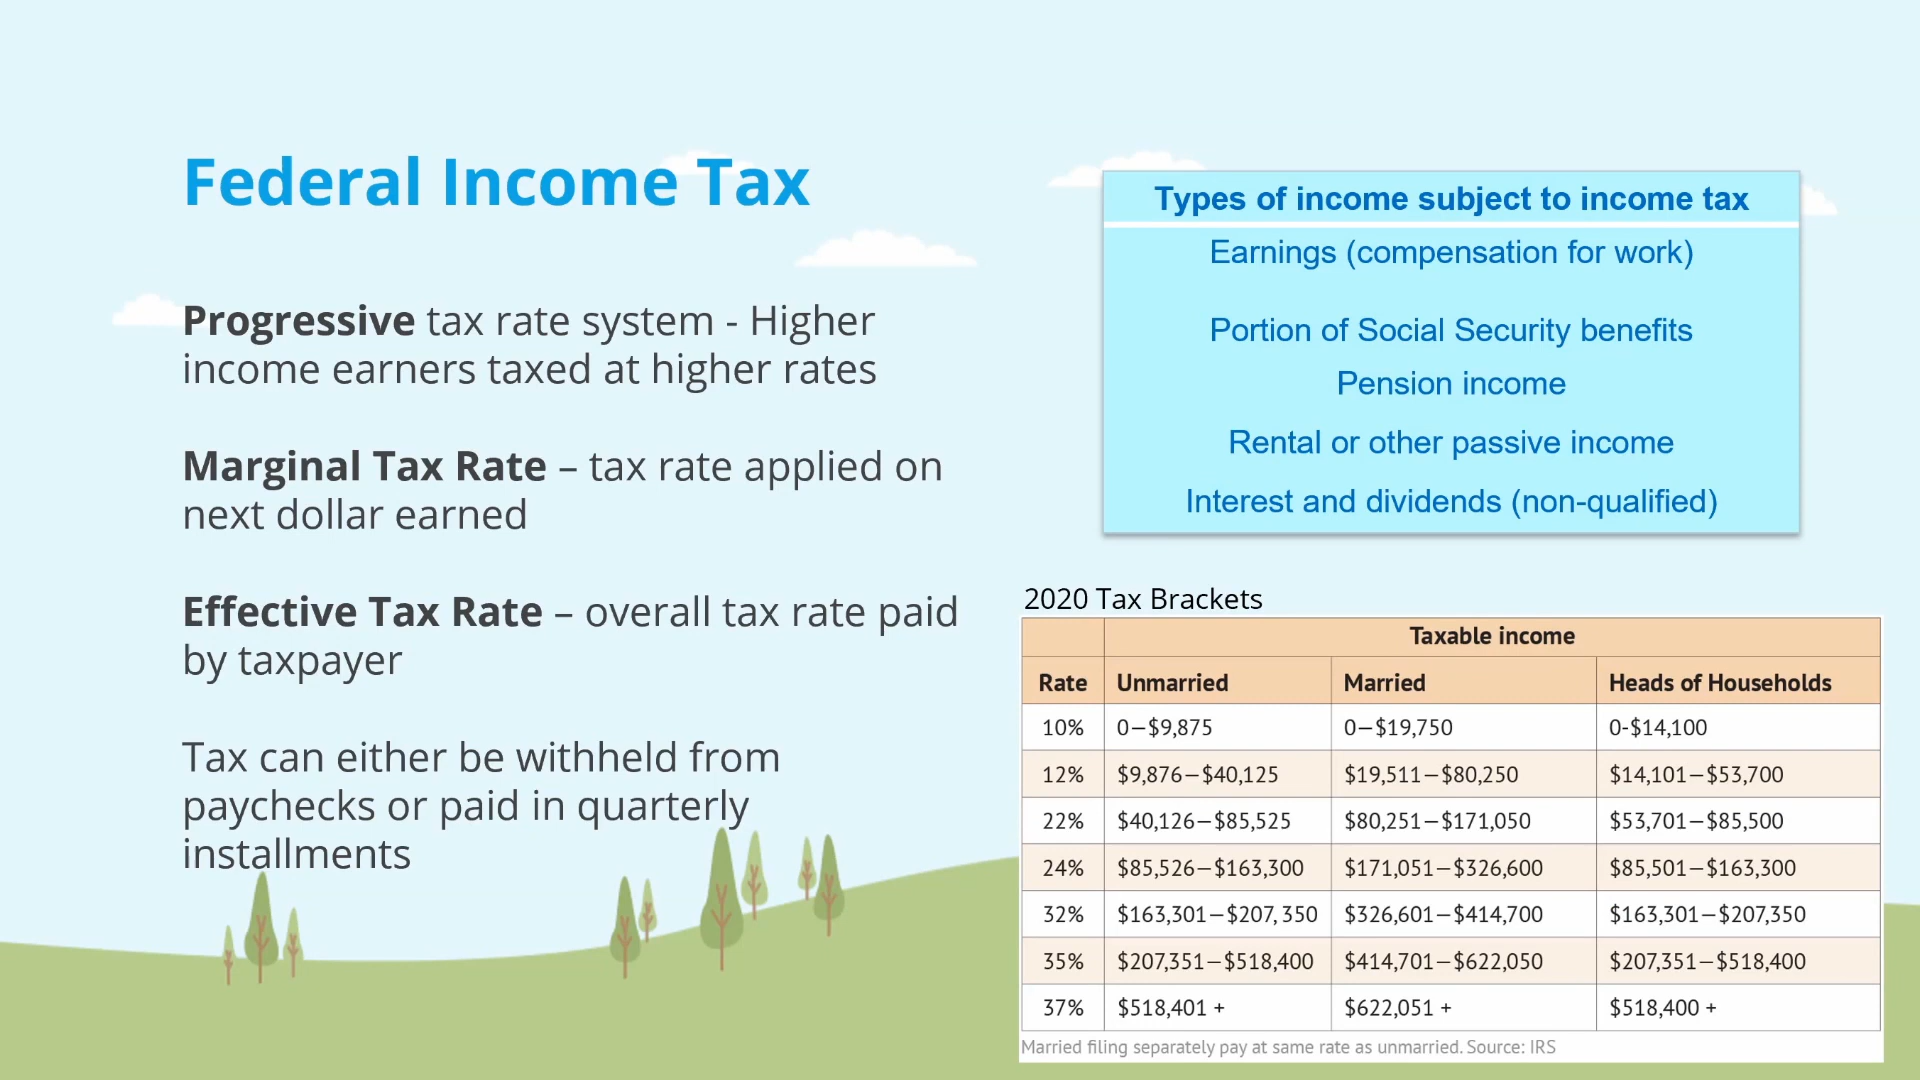 Federal Income Tax
Progressive tax rate system - Higher
income earners taxed at higher rates
Marginal Tax Rate – tax rate applied on
next dollar earned
Effective Tax Rate – overall tax rate paid
by taxpayer
Tax can either be withheld from
paychecks or paid in quarterly
installments
Types of income subject to income tax
Earnings (compensation for work)
Portion of Social Security benefits
Pension income
Rental or other passive income
Interest and dividends (non-qualified)
2020 Tax Brackets
Taxable income
Rate Unmarried Married Heads of Households
10% 0—$9,875 0—$19,750 0-$14,100
12% $9,876—$40,125 $19,511—$80,250 $14,101—$53,700
22% $40,126—$85,525 $80,251—$171,050 $53,701—$85,500
24% $85,526—$163,300 $171,051—$326,600 $85,501—$163,300
32% $163,301—$207, 350 $326,601—$414,700 $163,301—$207,350
35% $207,351—$518,400 $414,701—$622,050 $207,351—$518,400
37% $518,401 + $622,051 + $518,400 +
Married filing separately pay at same rate as unmarried. Source: IRS